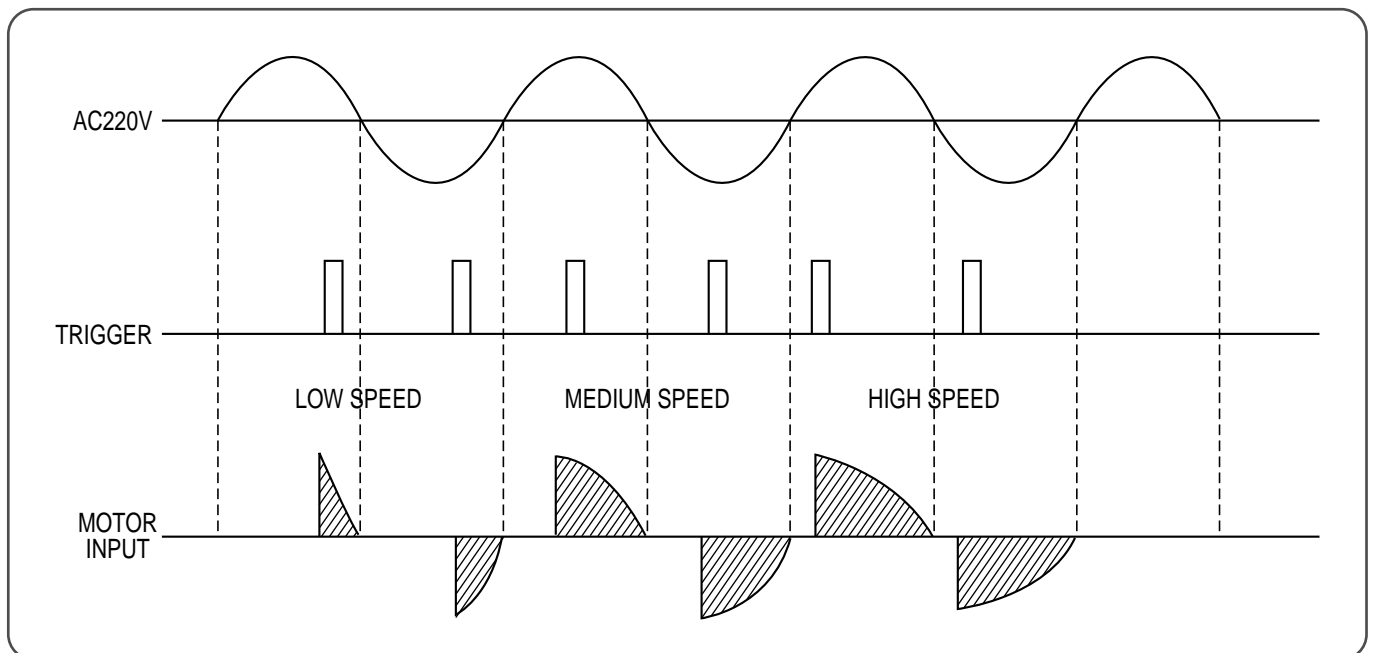 AC220V
TRIGGER
LOW SPEED MEDIUM SPEED HIGH SPEED
MOTOR
INPUT